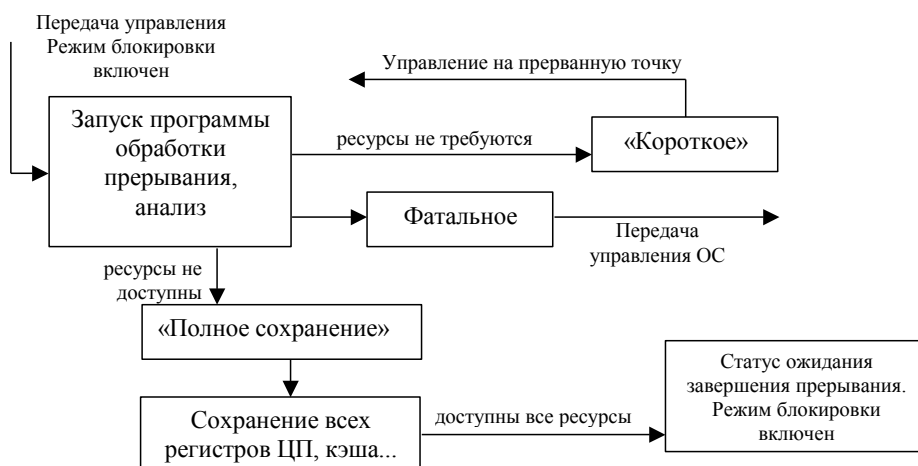 Передача управления
Режим блокировки
включен
Управление на прерванную точку
Запуск программы
обработки
прерывания,
анализ
ресурсы не требуются
«Короткое»
Фатальное
Передача
управления ОС
ресурсы не
доступны
«Полное сохранение»
Сохранение всех
регистров ЦП, кэша...
доступны все ресурсы
Статус ожидания
завершения прерывания.
Режим блокировки
включен